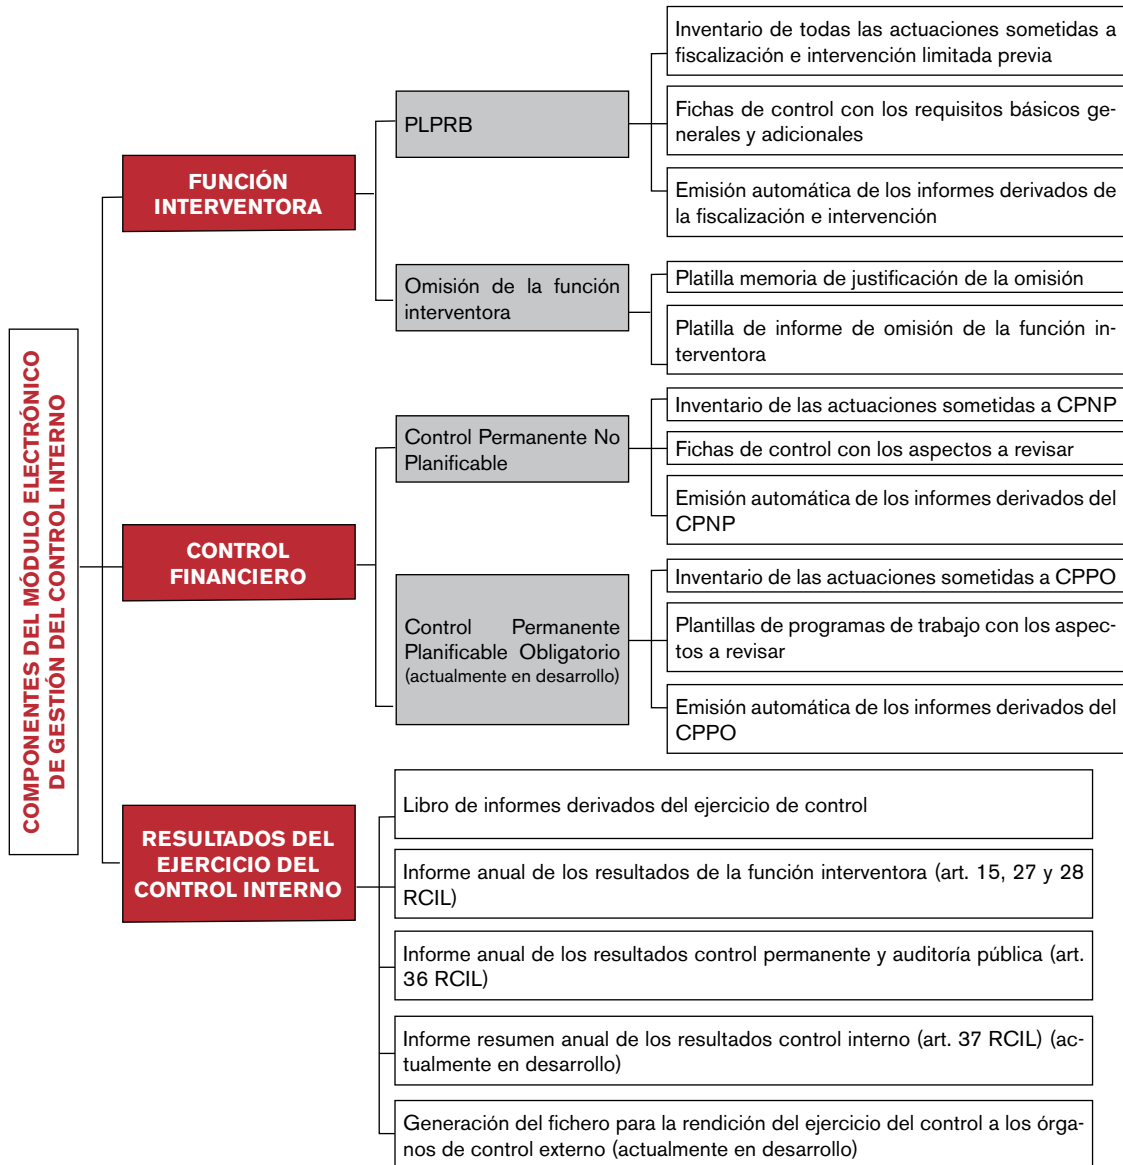 COMPONENTES DEL MÓDULO ELECTRÓNICO
DE GESTIÓN DEL CONTROL INTERNO
FUNCIÓN
INTERVENTORA
PLPRB
Inventario de todas las actuaciones sometidas a
fiscalización e intervención limitada previa
Fichas de control con los requisitos básicos ge-
nerales y adicionales
Emisión automática de los informes derivados de
la fiscalización e intervención
Omisión de la función
interventora
Platilla memoria de justificación de la omisión
Platilla de informe de omisión de la función in-
terventora
CONTROL
FINANCIERO
Control Permanente No
Planificable
Inventario de las actuaciones sometidas a CPNP
Fichas de control con los aspectos a revisar
Emisión automática de los informes derivados del
CPNP
Control Permanente
Planificable Obligatorio
(actualmente en desarrollo)
Inventario de las actuaciones sometidas a CPPO
Plantillas de programas de trabajo con los aspec-
tos a revisar
Emisión automática de los informes derivados del
CPPO
RESULTADOS DEL
EJERCICIO DEL
CONTROL INTERNO
Libro de informes derivados del ejercicio de control
Informe anual de los resultados de la función interventora (art. 15, 27 y 28
RCIL)
Informe anual de los resultados control permanente y auditoría pública (art.
36 RCIL)
Informe resumen anual de los resultados control interno (art. 37 RCIL) (ac-
tualmente en desarrollo)
Generación del fichero para la rendición del ejercicio del control a los órga-
nos de control externo (actualmente en desarrollo)